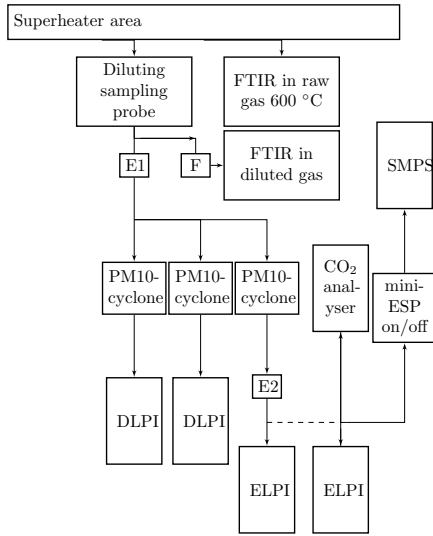 Superheater area
Diluting
sampling
probe
FTIR in raw
gas 600 °C
E1
F
FTIR in
diluted gas
SMPS
PM10-
cyclone
PM10-
cyclone
PM10-
cyclone
CO₂
anal-
yser
mini-
ESP
on/off
DLPI
DLPI
E2
ELPI
ELPI